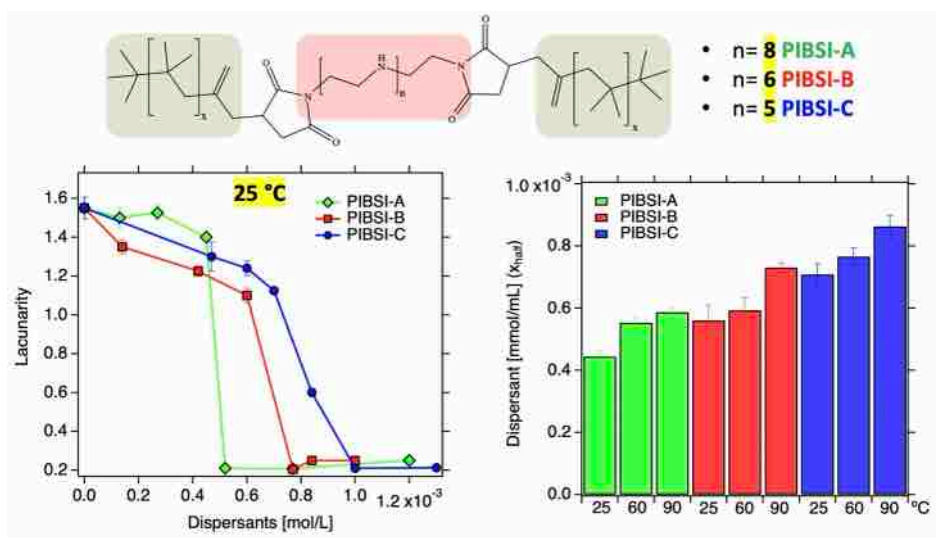 O
O
H
N
N
N
n
O
O
x
x
• n= 8 PIBSI-A
• n= 6 PIBSI-B
• n= 5 PIBSI-C
25 °C
PIBSI-A
PIBSI-B
PIBSI-C
Lacunarity
1.6
1.4
1.2
1.0
0.8
0.6
0.4
0.2
0.0 0.2 0.4 0.6 0.8 1.0 1.2 10⁻³
Dispersants [mol/L]
PIBSI-A
PIBSI-B
PIBSI-C
Dispersant [mmol/mL] (xhalf)
1.0 x10⁻³
0.8
0.6
0.4
0.2
0.0
25 60 90 25 60 90 25 60 90 °C